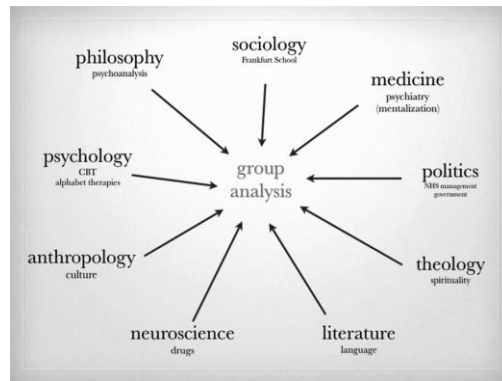 sociology
Frankfurt School
philosophy
psychoanalysis
medicine
psychiatry
(mentalization)
psychology
CBT
alphabet therapies
group
analysis
politics
NHS management
government
anthropology
culture
theology
spirituality
neuroscience
drugs
literature
language